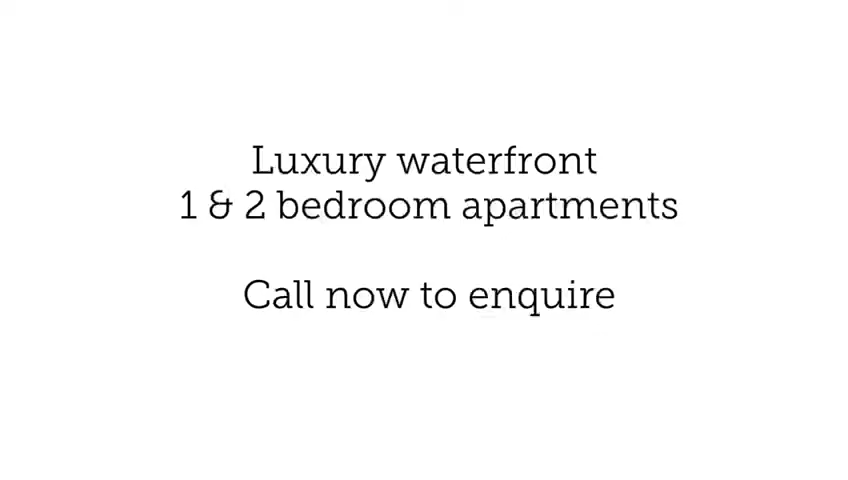 Luxury waterfront
1 & 2 bedroom apartments
Call now to enquire